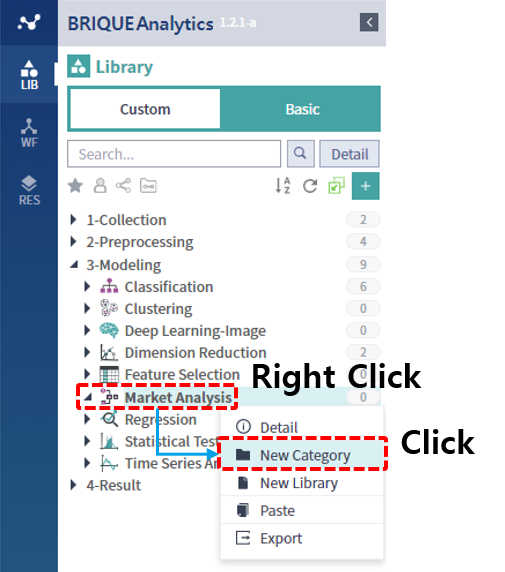 BRIQUE Analytics 1.2.1-a
LIB
WF
RES
Library
Custom Basic
Search... Detail
1-Collection 2
2-Preprocessing 4
3-Modeling 9
Classification 6
Clustering 0
Deep Learning-Image 0
Dimension Reduction 2
Feature Selection 0
Market Analysis 0
Regression
Statistical Test
Time Series An
4-Result
Right Click
Detail
New Category
New Library
Paste
Export
Click